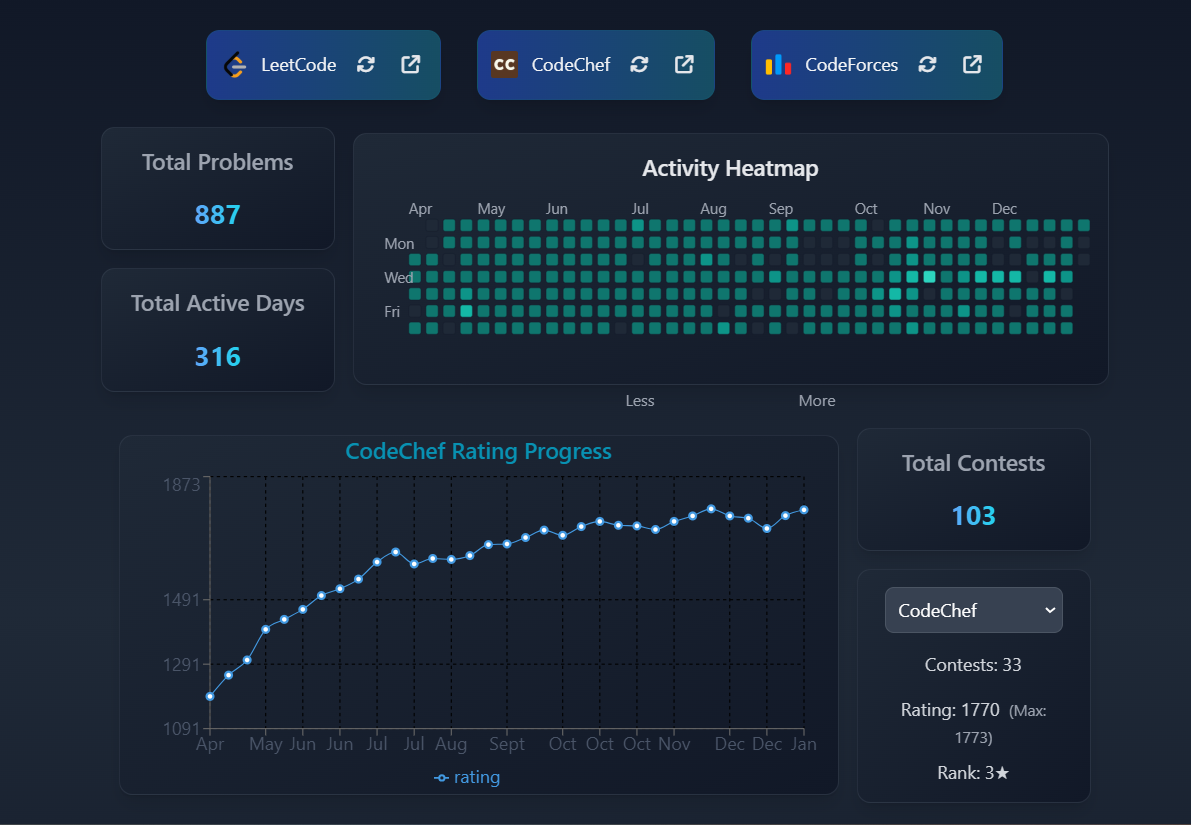 LeetCode
CC CodeChef
CodeForces
Total Problems
887
Total Active Days
316
Activity Heatmap
Apr May Jun Jul Aug Sep Oct Nov Dec
Mon
Wed
Fri
Less More
CodeChef Rating Progress
1873
1491
1291
1091
Apr May Jun Jun Jul Jul Aug Sept Oct Oct Oct Nov Dec Dec Jan
rating
Total Contests
103
CodeChef
Contests: 33
Rating: 1770 (Max:
1773)
Rank: 3★